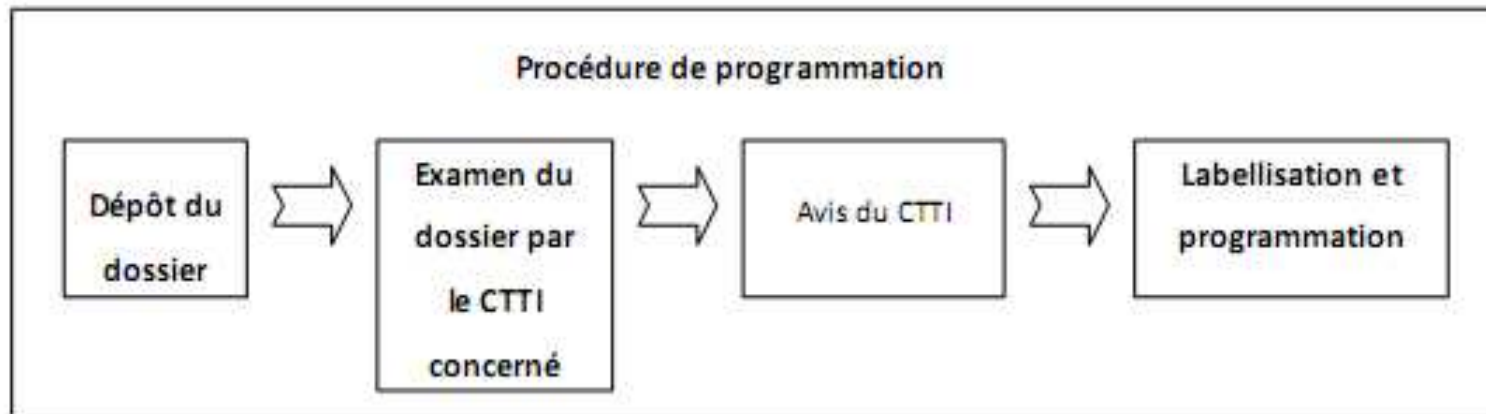 Procédure de programmation
Dépôt du
dossier
Examen du
dossier par
le CTTI
concerné
Avis du CTTI
Labellisation et
programmation